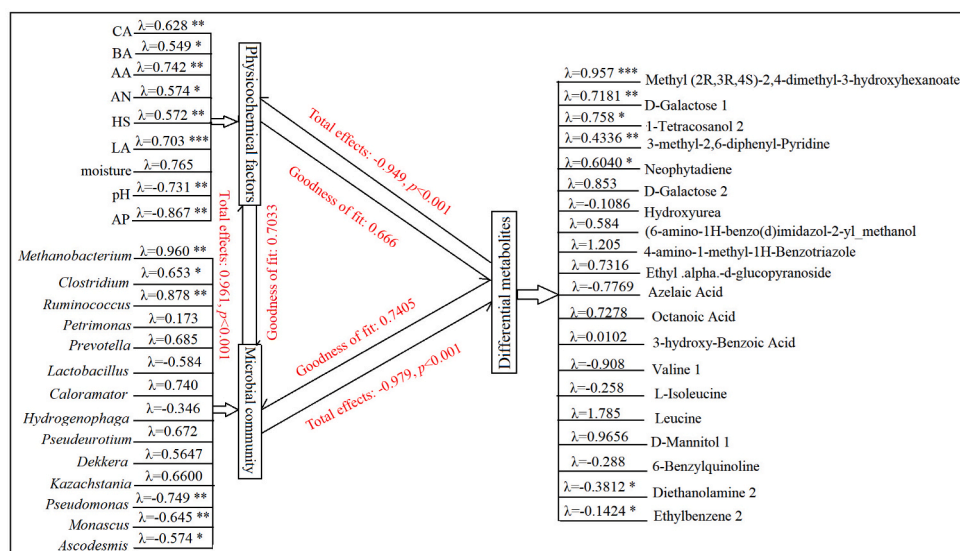 λ=0.628 **
CA
λ=0.549 *
BA
λ=0.742 **
AA
λ=0.574 *
AN
λ=0.572 **
HS
λ=0.703 ***
LA
λ=0.765
moisture
λ=-0.731 **
pH
λ=-0.867 **
AP
λ=0.960 **
Methanobacterium
λ=0.653 *
Clostridium
λ=0.878 **
Ruminococcus
λ=0.173
Petrimonas
λ=0.685
Prevotella
λ=-0.584
Lactobacillus
λ=0.740
Caloramator
λ=-0.346
Hydrogenophaga
λ=0.672
Pseudeurotium
λ=0.5647
Dekkera
λ=0.6600
Kazachstania
λ=-0.749 **
Pseudomonas
λ=-0.645 **
Monascus
λ=-0.574 *
Ascodesmis
Physicochemical
factors
Total effects: 0.961, p<0.001
Goodness of fit: 0.7033
Microbial
community
Total effects: -0.949, p<0.001
Goodness of fit: 0.666
Goodness of fit: 0.7405
Total effects: -0.979, p<0.001
Differential metabolites
λ=0.957 ***
Methyl (2R,3R,4S)-2,4-dimethyl-3-hydroxyhexanoate
λ=0.7181 **
D-Galactose 1
λ=0.758 *
1-Tetracosanol 2
λ=0.4336 **
3-methyl-2,6-diphenyl-Pyridine
λ=0.6040 *
Neophytadiene
λ=0.853
D-Galactose 2
λ=-0.1086
Hydroxyurea
λ=0.584
(6-amino-1H-benzo(d)imidazol-2-yl_methanol
λ=1.205
4-amino-1-methyl-1H-Benzotriazole
λ=0.7316
Ethyl .alpha.-d-glucopyranoside
λ=-0.7769
Azelaic Acid
λ=0.7278
Octanoic Acid
λ=0.0102
3-hydroxy-Benzoic Acid
λ=-0.908
Valine 1
λ=-0.258
L-Isoleucine
λ=1.785
Leucine
λ=0.9656
D-Mannitol 1
λ=-0.288
6-Benzylquinoline
λ=-0.3812 *
Diethanolamine 2
λ=-0.1424 *
Ethylbenzene 2